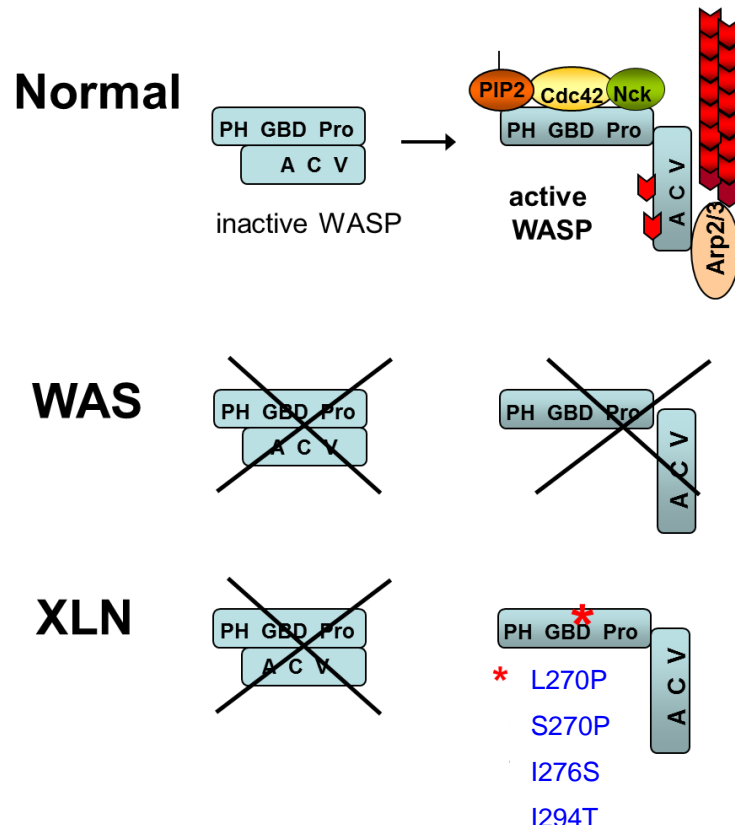 Normal
PH GBD Pro
A C V
inactive WASP
PIP2 Cdc42 Nck
PH GBD Pro
A C V
active
WASP
Arp2/3
WAS
PH GBD Pro
A C V
PH GBD Pro
A C V
XLN
PH GBD Pro
A C V
*
PH GBD Pro
A C V
* L270P
S270P
I276S
I294T